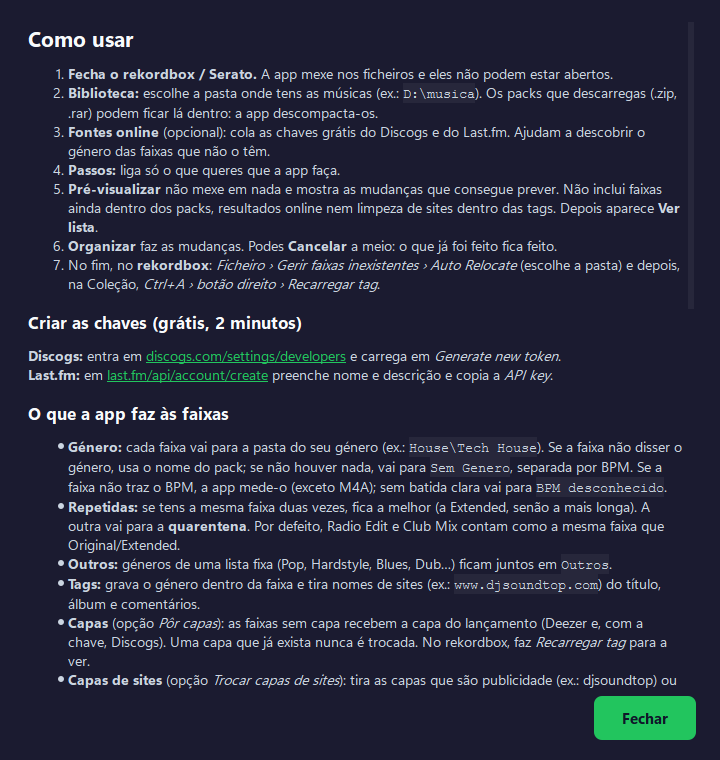 Como usar
1. Fecha o rekordbox / Serato. A app mexe nos ficheiros e eles não podem estar abertos.
2. Biblioteca: escolhe a pasta onde tens as músicas (ex.: D:\musica). Os packs que descarregas (.zip,
.rar) podem ficar lá dentro: a app descompacta-os.
3. Fontes online (opcional): cola as chaves grátis do Discogs e do Last.fm. Ajudam a descobrir o
género das faixas que não o têm.
4. Passos: liga só o que queres que a app faça.
5. Pré-visualizar não mexe em nada e mostra as mudanças que consegue prever. Não inclui faixas
ainda dentro dos packs, resultados online nem limpeza de sites dentro das tags. Depois aparece Ver
lista.
6. Organizar faz as mudanças. Podes Cancelar a meio: o que já foi feito fica feito.
7. No fim, no rekordbox: Ficheiro › Gerir faixas inexistentes › Auto Relocate (escolhe a pasta) e depois,
na Coleção, Ctrl+A › botão direito › Recarregar tag.
Criar as chaves (grátis, 2 minutos)
Discogs: entra em discogs.com/settings/developers e carrega em Generate new token.
Last.fm: em last.fm/api/account/create preenche nome e descrição e copia a API key.
O que a app faz às faixas
• Género: cada faixa vai para a pasta do seu género (ex.: House\Tech House). Se a faixa não disser o
género, usa o nome do pack; se não houver nada, vai para Sem Genero, separada por BPM. Se a
faixa não traz o BPM, a app mede-o (exceto M4A); sem batida clara vai para BPM desconhecido.
• Repetidas: se tens a mesma faixa duas vezes, fica a melhor (a Extended, senão a mais longa). A
outra vai para a quarentena. Por defeito, Radio Edit e Club Mix contam como a mesma faixa que
Original/Extended.
• Outros: géneros de uma lista fixa (Pop, Hardstyle, Blues, Dub...) ficam juntos em Outros.
• Tags: grava o género dentro da faixa e tira nomes de sites (ex.: www.djsoundtop.com) do título,
álbum e comentários.
• Capas (opção Pôr capas): as faixas sem capa recebem a capa do lançamento (Deezer e, com a
chave, Discogs). Uma capa que já exista nunca é trocada. No rekordbox, faz Recarregar tag para a
ver.
• Capas de sites (opção Trocar capas de sites): tira as capas que são publicidade (ex.: djsoundtop) ou
Fechar